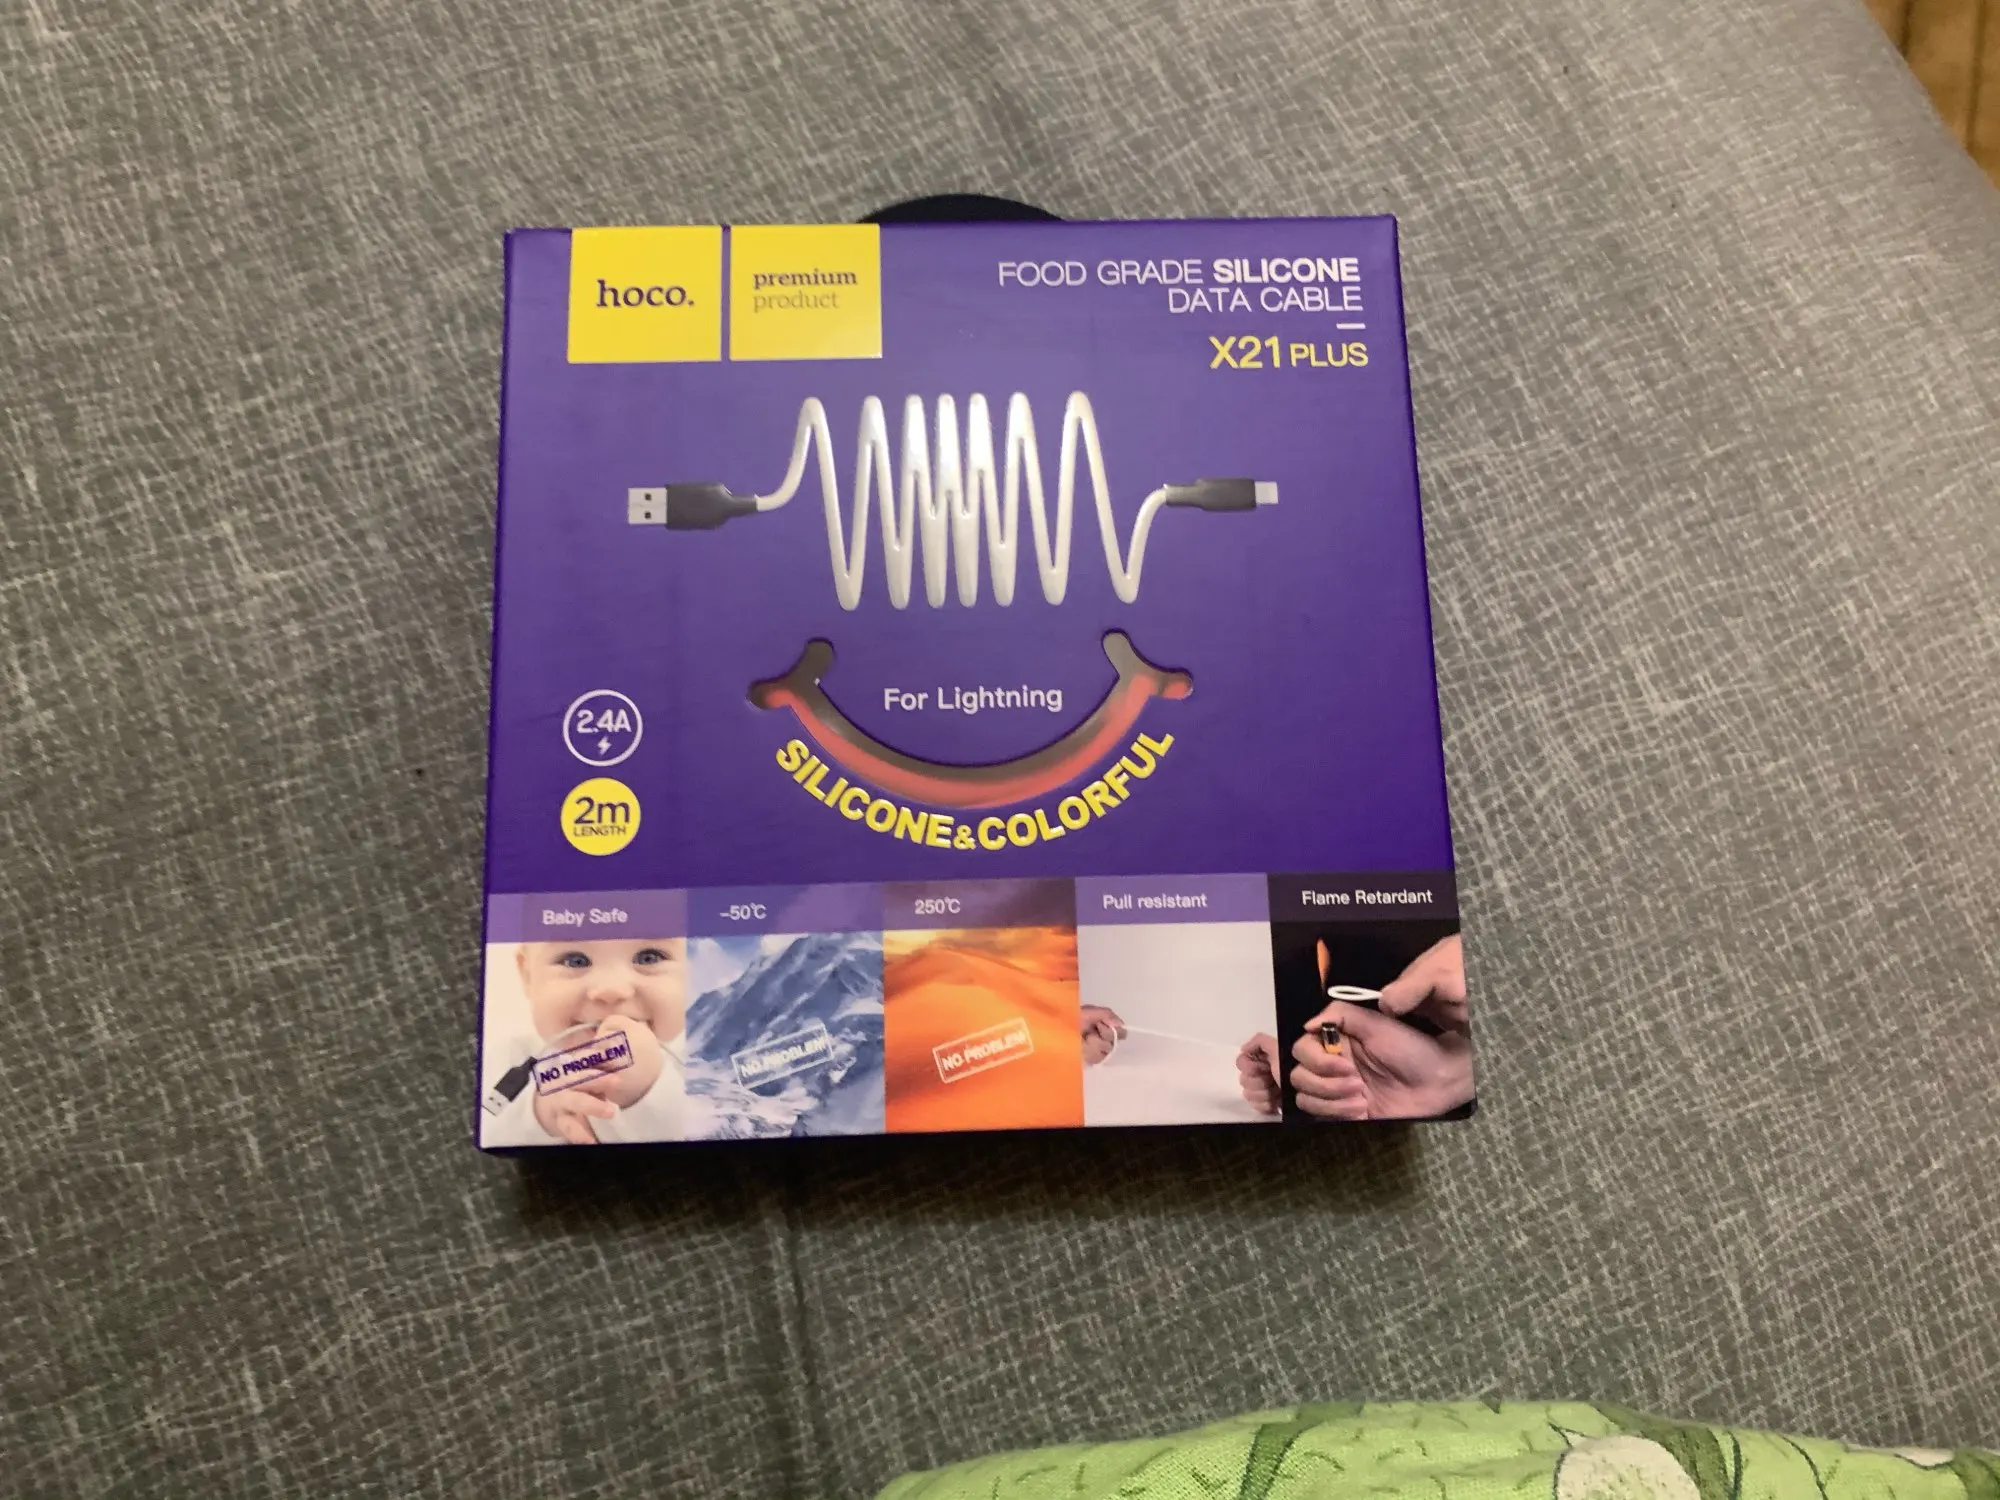 hoco.
premium
product
FOOD GRADE SILICONE
DATA CABLE
X21 PLUS
For Lightning
SILICONE&COLORFUL
2.4A
2m
LENGTH
Baby Safe
-50℃
250℃
Pull resistant
Flame Retardant
NO PROBLEM
NO PROBLEM
NO PROBLEM